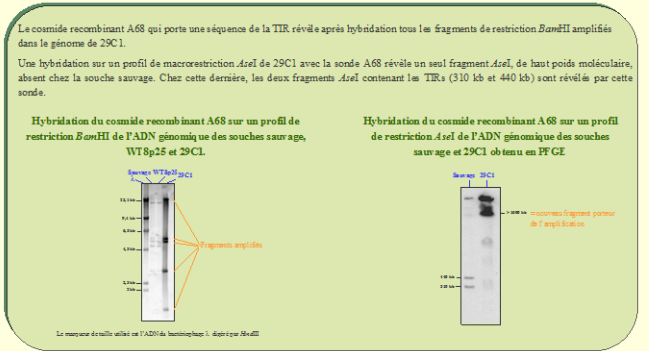 Le cosmide recombinant A68 qui porte une séquence de la TIR révèle après hybridation tous les fragments de restriction BamHI amplifiés
dans le génome de 29C1.
Une hybridation sur un profil de macrorestriction AseI de 29C1 avec la sonde A68 révèle un seul fragment AseI, de haut poids moléculaire,
absent chez la souche sauvage. Chez cette dernière, les deux fragments AseI contenant les TIRs (310 kb et 440 kb) sont révélés par cette
sonde.
Hybridation du cosmide recombinant A68 sur un profil de
restriction BamHI de l'ADN génomique des souches sauvage,
WT8p25 et 29C1.
Hybridation du cosmide recombinant A68 sur un profil
de restriction AseI de l'ADN génomique des souches
sauvage et 29C1 obtenu en PFGE
Sauvage WT8p25 29C1
λ
Fragments amplifiés
Sauvage 29C1
=nouveau fragment porteur
de l'amplification
Le marqueur de taille utilisé est l'ADN du bactériophage λ digéré par HindIII